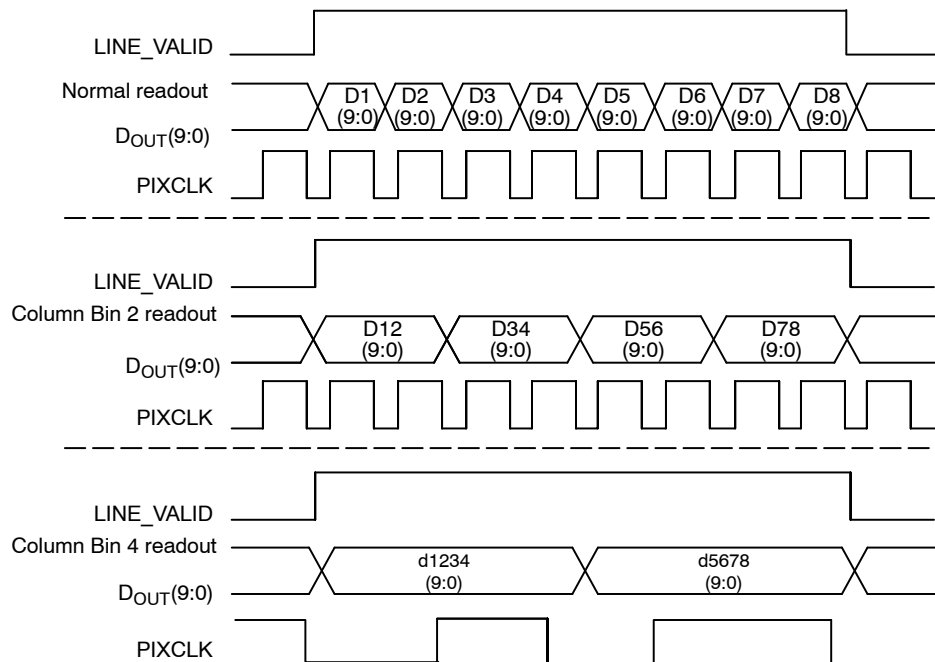 LINE_VALID
Normal readout
D1 D2 D3 D4 D5 D6 D7 D8
(9:0) (9:0) (9:0) (9:0) (9:0) (9:0) (9:0) (9:0)
DOUT(9:0)
PIXCLK
LINE_VALID
Column Bin 2 readout
D12 D34 D56 D78
(9:0) (9:0) (9:0) (9:0)
DOUT(9:0)
PIXCLK
LINE_VALID
Column Bin 4 readout
d1234 d5678
(9:0) (9:0)
DOUT(9:0)
PIXCLK